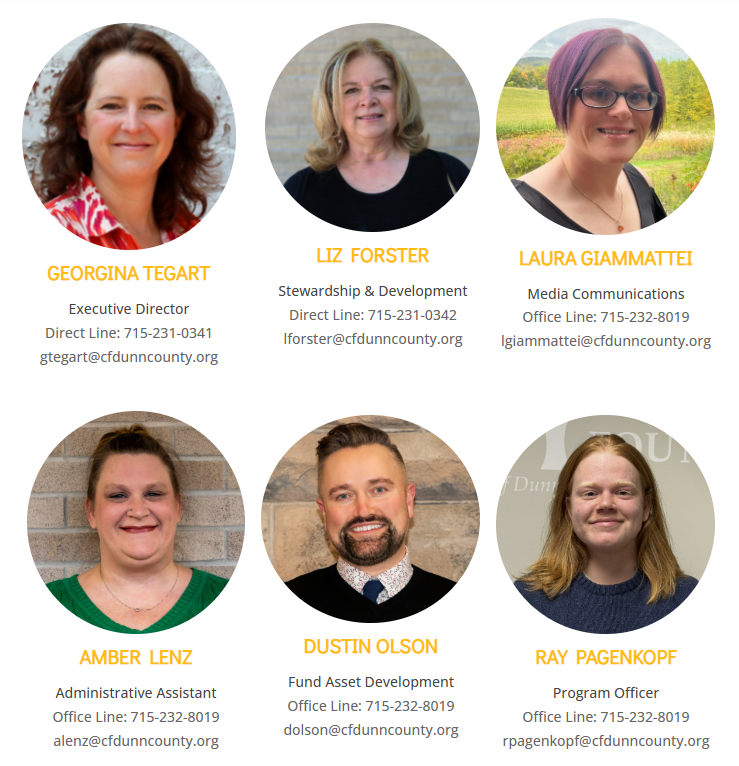 GEORGINA TEGART
Executive Director
Direct Line: 715-231-0341
gtegart@cfdunncounty.org
LIZ FORSTER
Stewardship & Development
Direct Line: 715-231-0342
lforster@cfdunncounty.org
LAURA GIAMMATTEI
Media Communications
Office Line: 715-232-8019
lgiammattei@cfdunncounty.org
AMBER LENZ
Administrative Assistant
Office Line: 715-232-8019
alenz@cfdunncounty.org
DUSTIN OLSON
Fund Asset Development
Office Line: 715-232-8019
dolson@cfdunncounty.org
FOUN
of Dunn
RAY PAGENKOPF
Program Officer
Office Line: 715-232-8019
rpagenkopf@cfdunncounty.org